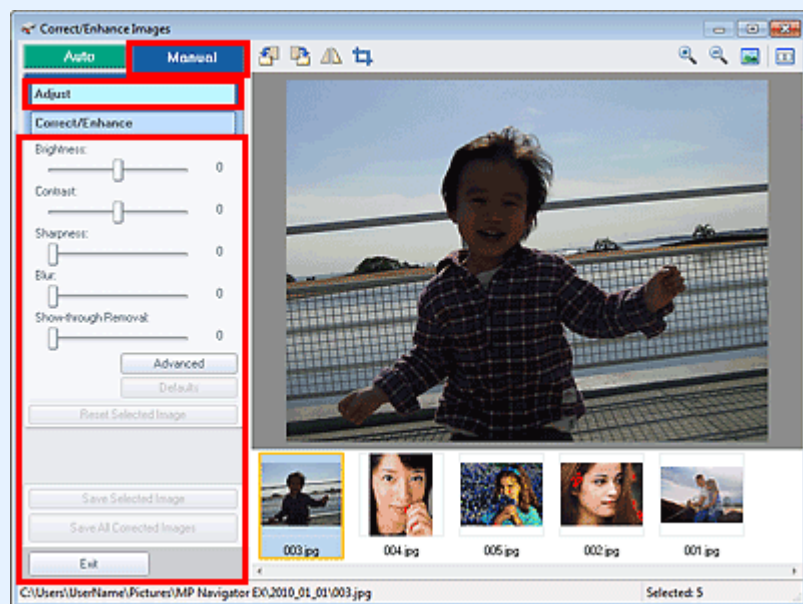 Correct/Enhance Images
Auto Manual
Adjust
Correct/Enhance
Brightness:
0
Contrast:
0
Sharpness:
0
Blur:
0
Show-through Removal:
0
Advanced
Defaults
Reset Selected Image
Save Selected Image
Save All Corrected Images
Exit
003.jpg 004.jpg 005.jpg 002.jpg 001.jpg
C:\Users\UserName\Pictures\MP Navigator EX\2010_01_01\003.jpg Selected: 5